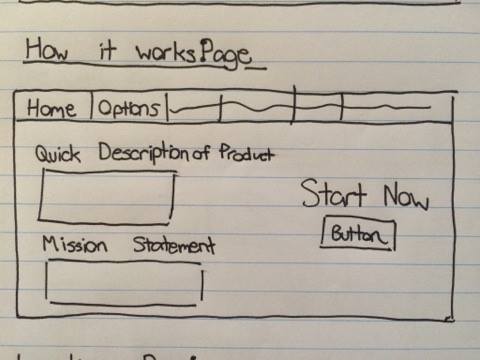 How it works Page
Home Options
Quick Description of Product
Start Now
Button
Mission Statement